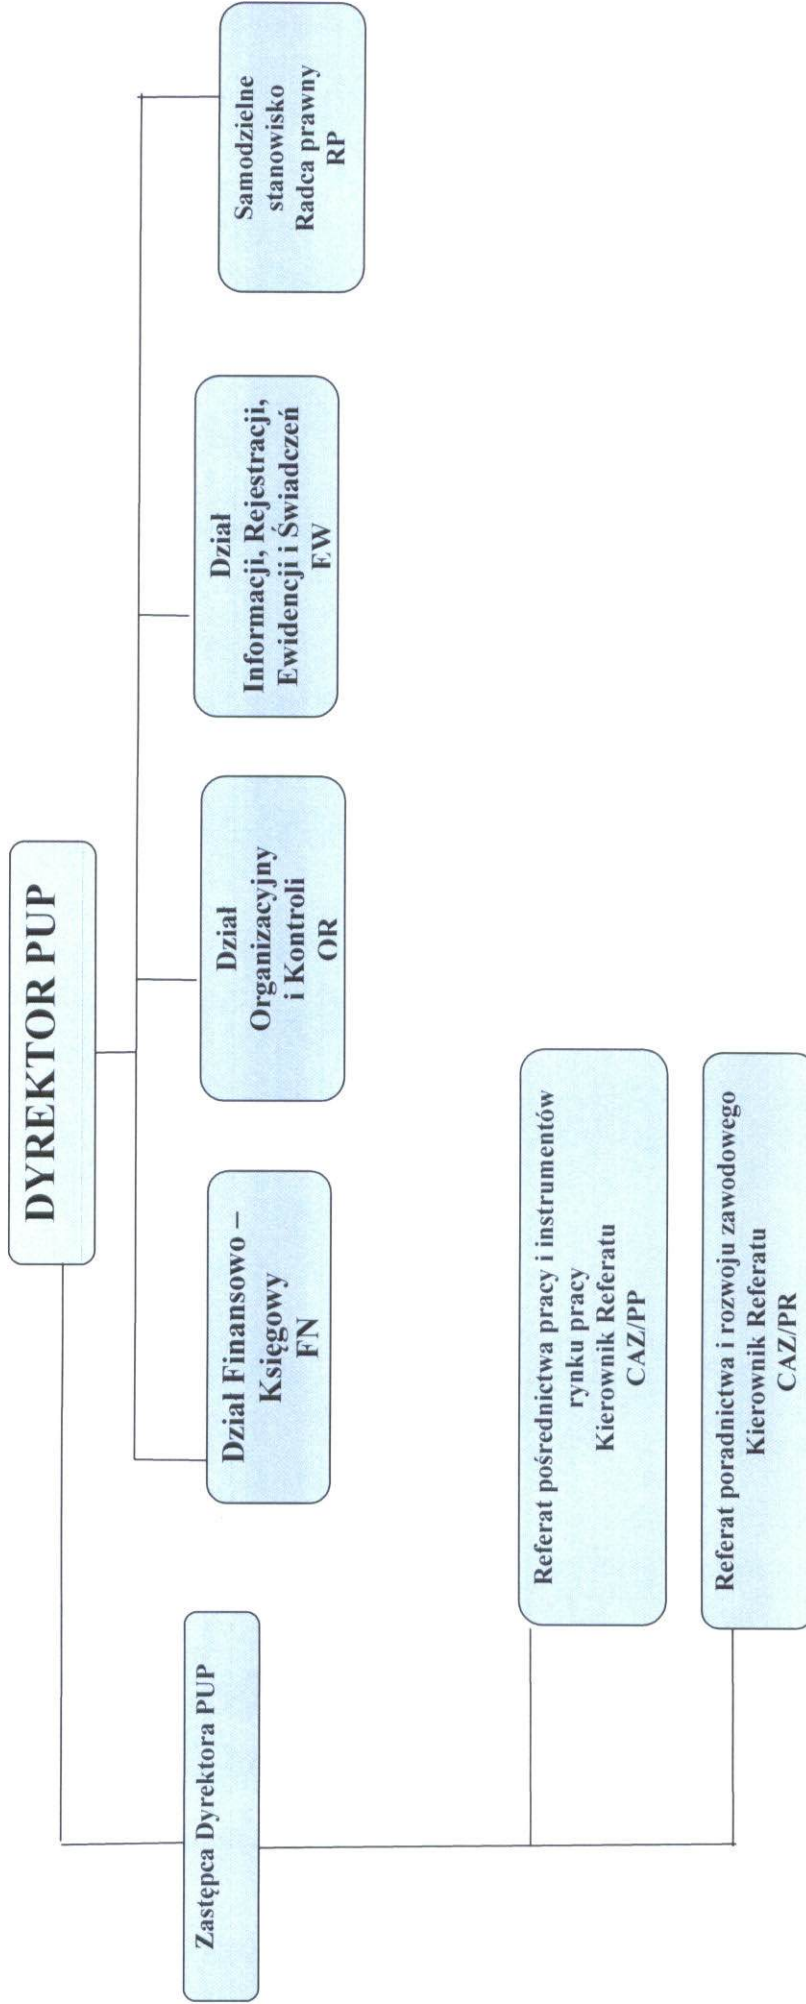 DYREKTOR PUP
Zastępca Dyrektora PUP
Dział Finansowo –
Księgowy
FN
Dział
Organizacyjny
i Kontroli
OR
Dział
Informacji, Rejestracji,
Ewidencji i Świadczeń
EW
Samodzielne
stanowisko
Radca prawny
RP
Referat pośrednictwa pracy i instrumentów
rynku pracy
Kierownik Referatu
CAZ/PP
Referat poradnictwa i rozwoju zawodowego
Kierownik Referatu
CAZ/PR